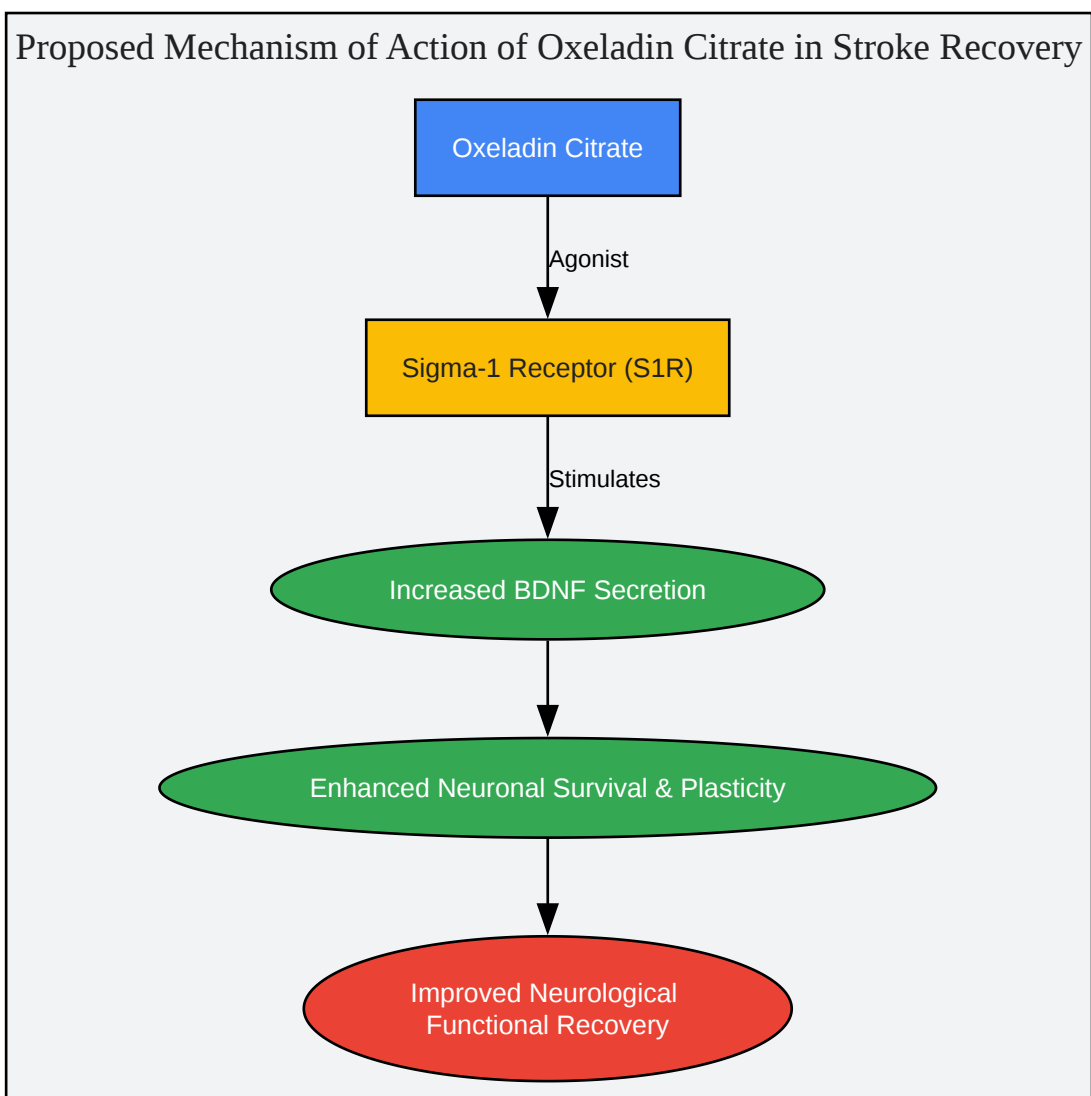 Proposed Mechanism of Action of Oxeladin Citrate in Stroke Recovery
Oxeladin Citrate
Agonist
Sigma-1 Receptor (S1R)
Stimulates
Increased BDNF Secretion
Enhanced Neuronal Survival & Plasticity
Improved Neurological
Functional Recovery